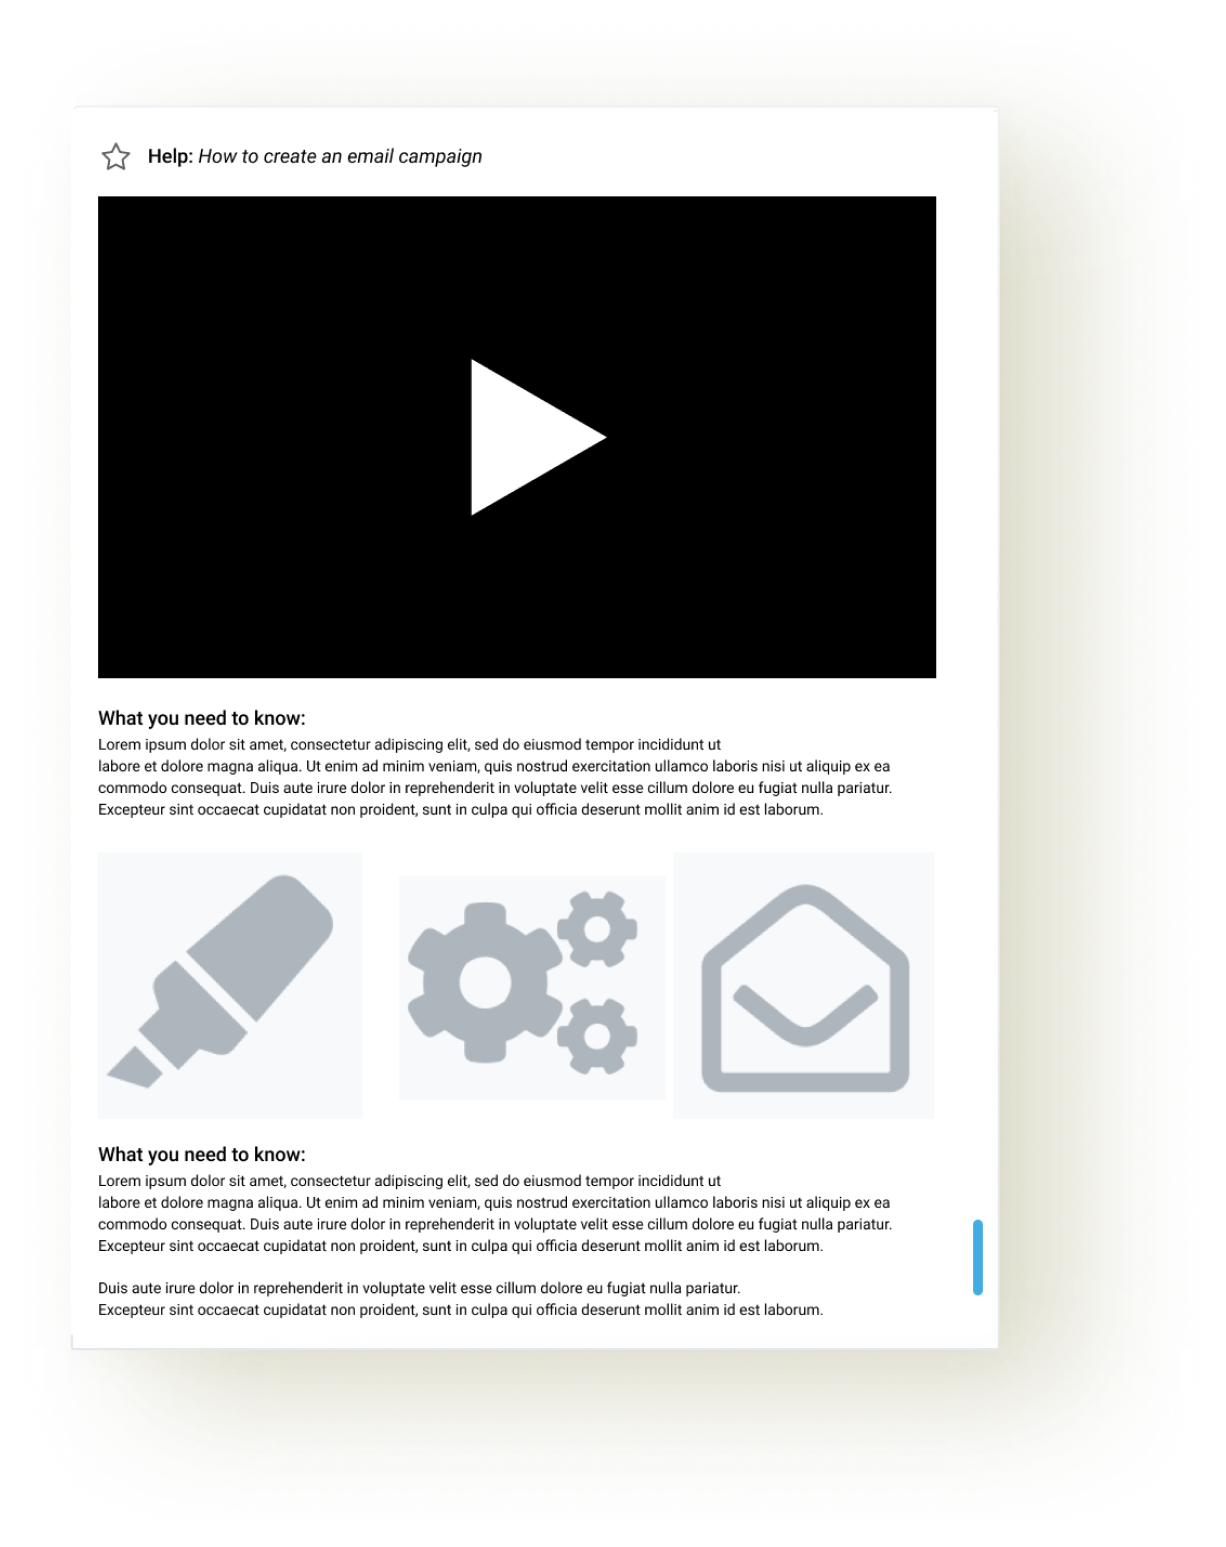 Help: How to create an email campaign
What you need to know:
Lorem ipsum dolor sit amet, consectetur adipiscing elit, sed do eiusmod tempor incididunt ut
labore et dolore magna aliqua. Ut enim ad minim veniam, quis nostrud exercitation ullamco laboris nisi ut aliquip ex ea
commodo consequat. Duis aute irure dolor in reprehenderit in voluptate velit esse cillum dolore eu fugiat nulla pariatur.
Excepteur sint occaecat cupidatat non proident, sunt in culpa qui officia deserunt mollit anim id est laborum.
What you need to know:
Lorem ipsum dolor sit amet, consectetur adipiscing elit, sed do eiusmod tempor incididunt ut
labore et dolore magna aliqua. Ut enim ad minim veniam, quis nostrud exercitation ullamco laboris nisi ut aliquip ex ea
commodo consequat. Duis aute irure dolor in reprehenderit in voluptate velit esse cillum dolore eu fugiat nulla pariatur.
Excepteur sint occaecat cupidatat non proident, sunt in culpa qui officia deserunt mollit anim id est laborum.
Duis aute irure dolor in reprehenderit in voluptate velit esse cillum dolore eu fugiat nulla pariatur.
Excepteur sint occaecat cupidatat non proident, sunt in culpa qui officia deserunt mollit anim id est laborum.